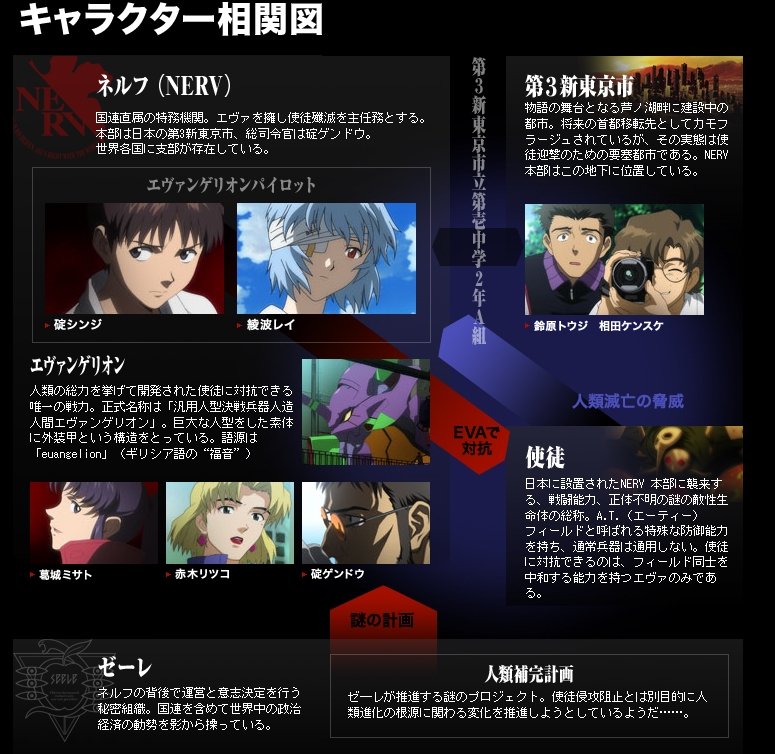 キャラクター相関図
ネルフ（NERV）
国連直属の特務機関。エヴァを擁し使徒殲滅を主任務とする。
本部は日本の第3新東京市、総司令官は碇ゲンドウ。
世界各国に支部が存在している。
エヴァンゲリオンパイロット
碇シンジ
綾波レイ
第3新東京市立第壱中学2年A組
第3新東京市
物語の舞台となる芦ノ湖畔に建設中の
都市。将来の首都移転先としてカモフ
ラージュされているが、その実態は使
徒迎撃のための要塞都市である。NERV
本部はこの地下に位置している。
鈴原トウジ　相田ケンスケ
エヴァンゲリオン
人類の総力を挙げて開発された使徒に対抗できる
唯一の戦力。正式名称は「汎用人型決戦兵器人造
人間エヴァンゲリオン」。巨大な人型をした素体
に外装甲という構造をとっている。語源は
「euangelion」（ギリシア語の“福音”）
人類滅亡の脅威
EVAで
対抗
使徒
日本に設置されたNERV 本部に襲来す
る、戦闘能力、正体不明の謎の敵性生
命体の総称。A.T.（エーティー）
フィールドと呼ばれる特殊な防御能力
を持ち、通常兵器は通用しない。使徒
に対抗できるのは、フィールド同士を
中和する能力を持つエヴァのみであ
る。
葛城ミサト
赤木リツコ
碇ゲンドウ
謎の計画
SEELE
ゼーレ
ネルフの背後で運営と意志決定を行う
秘密組織。国連を含めて世界中の政治
経済の動勢を影から操っている。
人類補完計画
ゼーレが推進する謎のプロジェクト。使徒侵攻阻止とは別目的に人
類進化の根源に関わる変化を推進しようとしているようだ……。